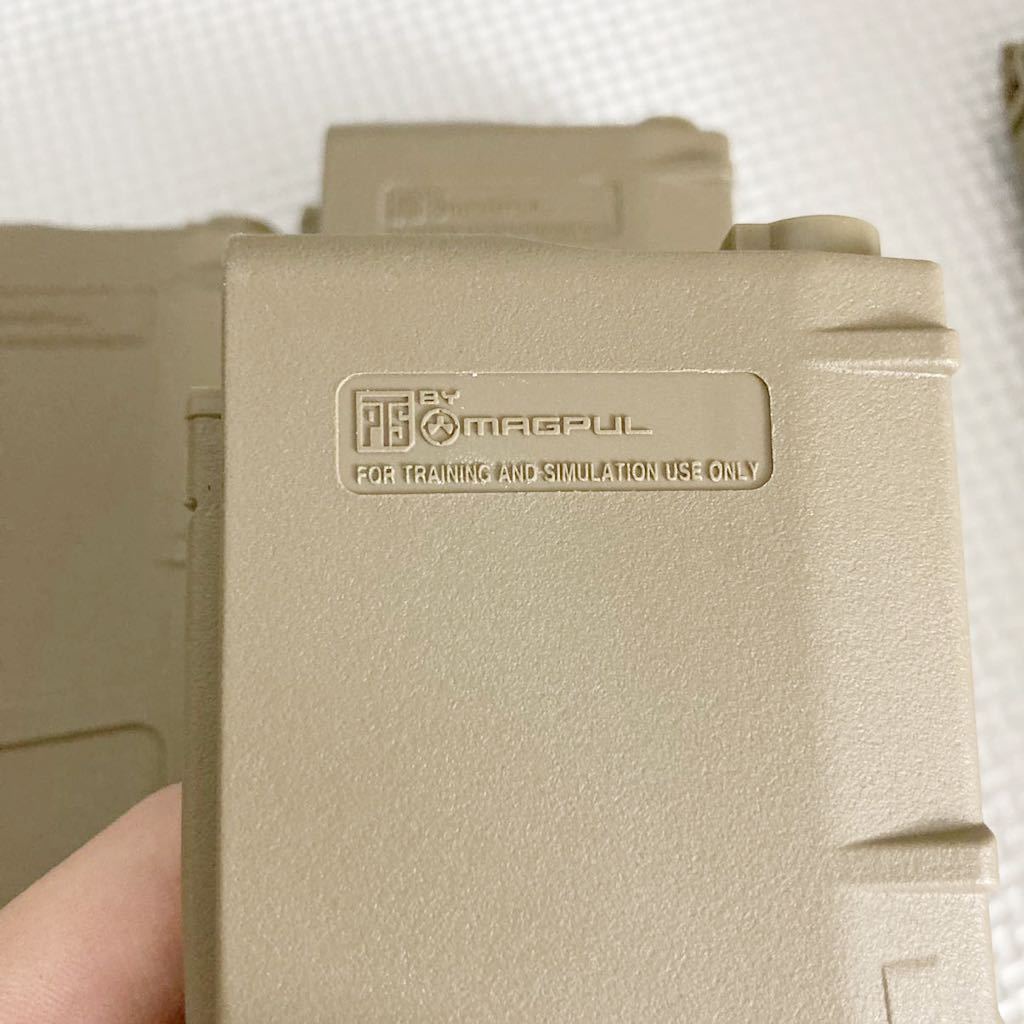 PTS BY
MAGPUL
FOR TRAINING AND SIMULATION USE ONLY